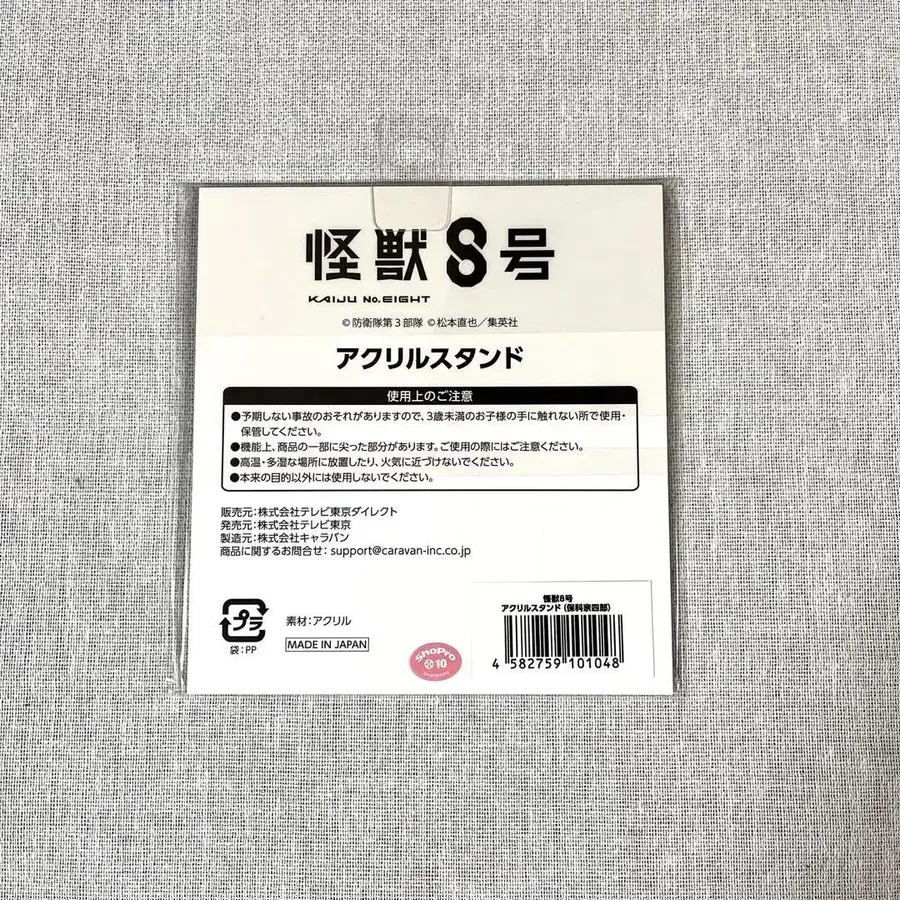 怪獣8号
KAIJU No.EIGHT
©防衛隊第3部隊 ©松本直也／集英社
アクリルスタンド
使用上のご注意
●予期しない事故のおそれがありますので、3歳未満のお子様の手に触れない所で使用・
保管してください。
●機能上、商品の一部に尖った部分があります。ご使用の際にはご注意ください。
●高温・多湿な場所に放置したり、火気に近づけないでください。
●本来の目的以外には使用しないでください。
販売元：株式会社テレビ東京ダイレクト
発売元：株式会社テレビ東京
製造元：株式会社キャラバン
商品に関するお問合せ：support@caravan-inc.co.jp
プラ
袋：PP
素材：アクリル
MADE IN JAPAN
ShoPro
10
怪獣8号
アクリルスタンド（保科宗四郎）
4 582759 101048